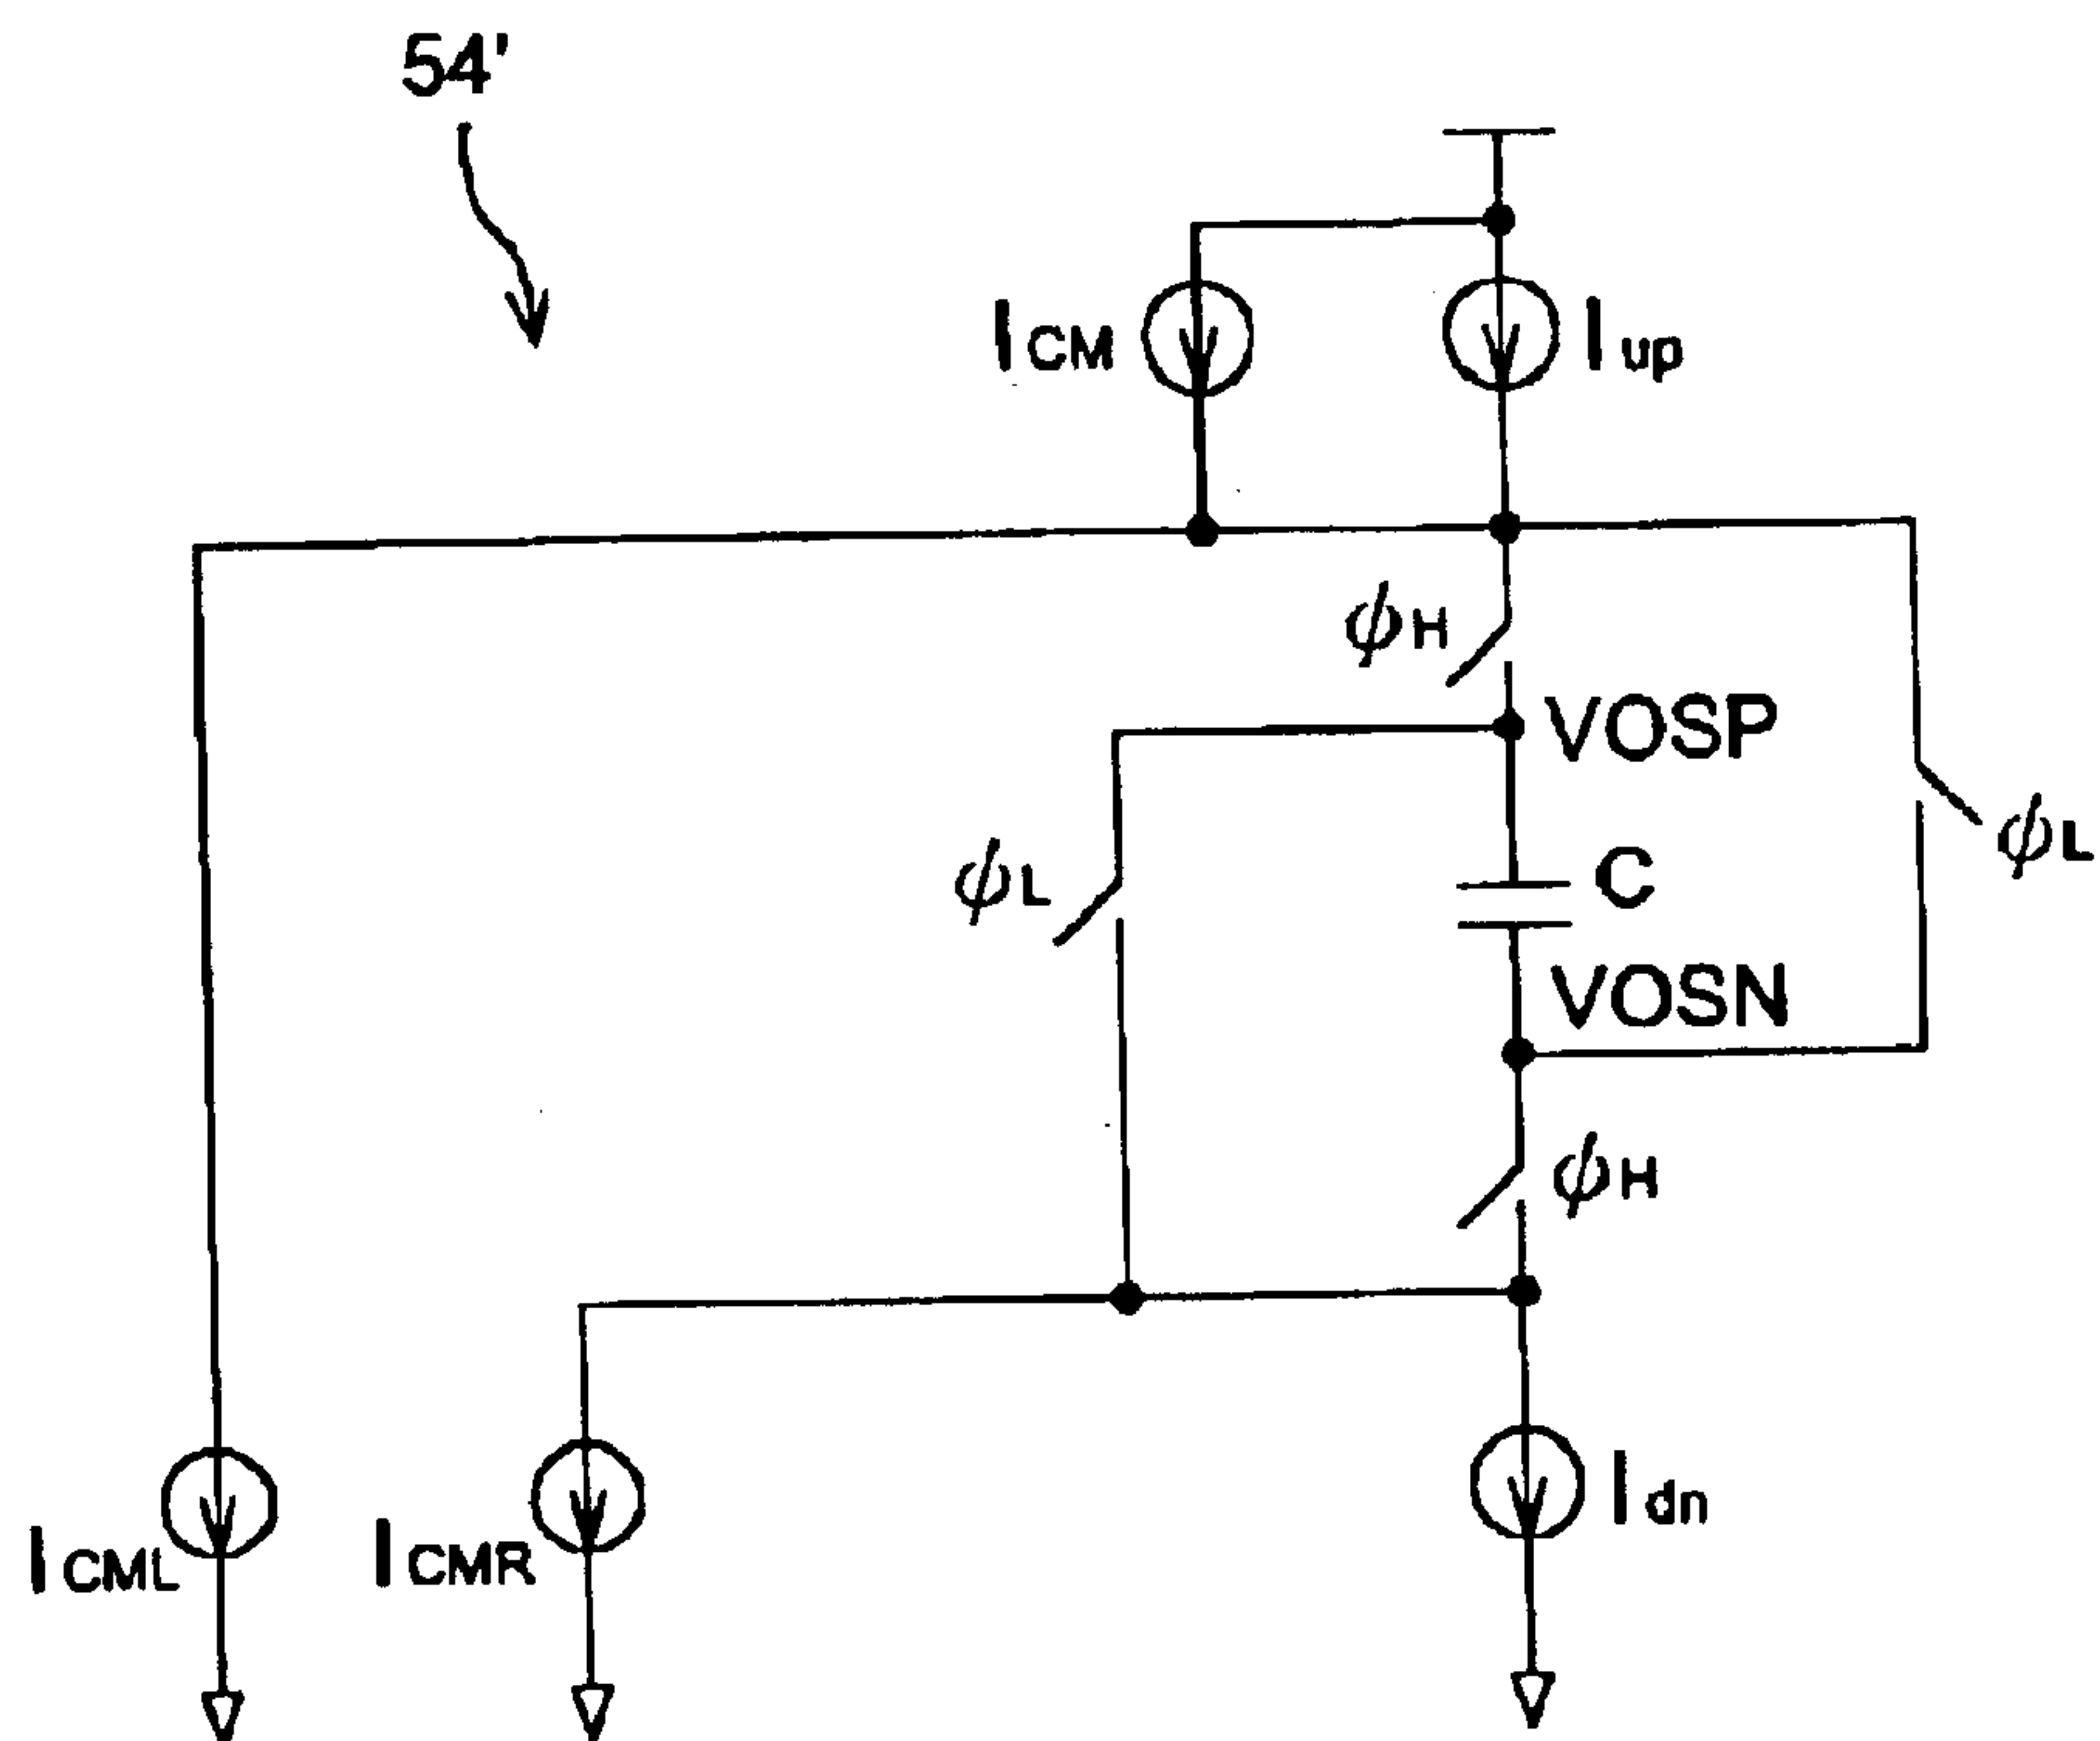 54'
ICM
Iup
ϕH
VOSP
ϕL
C
ϕL
VOSN
ϕH
Idn
ICML
ICMR